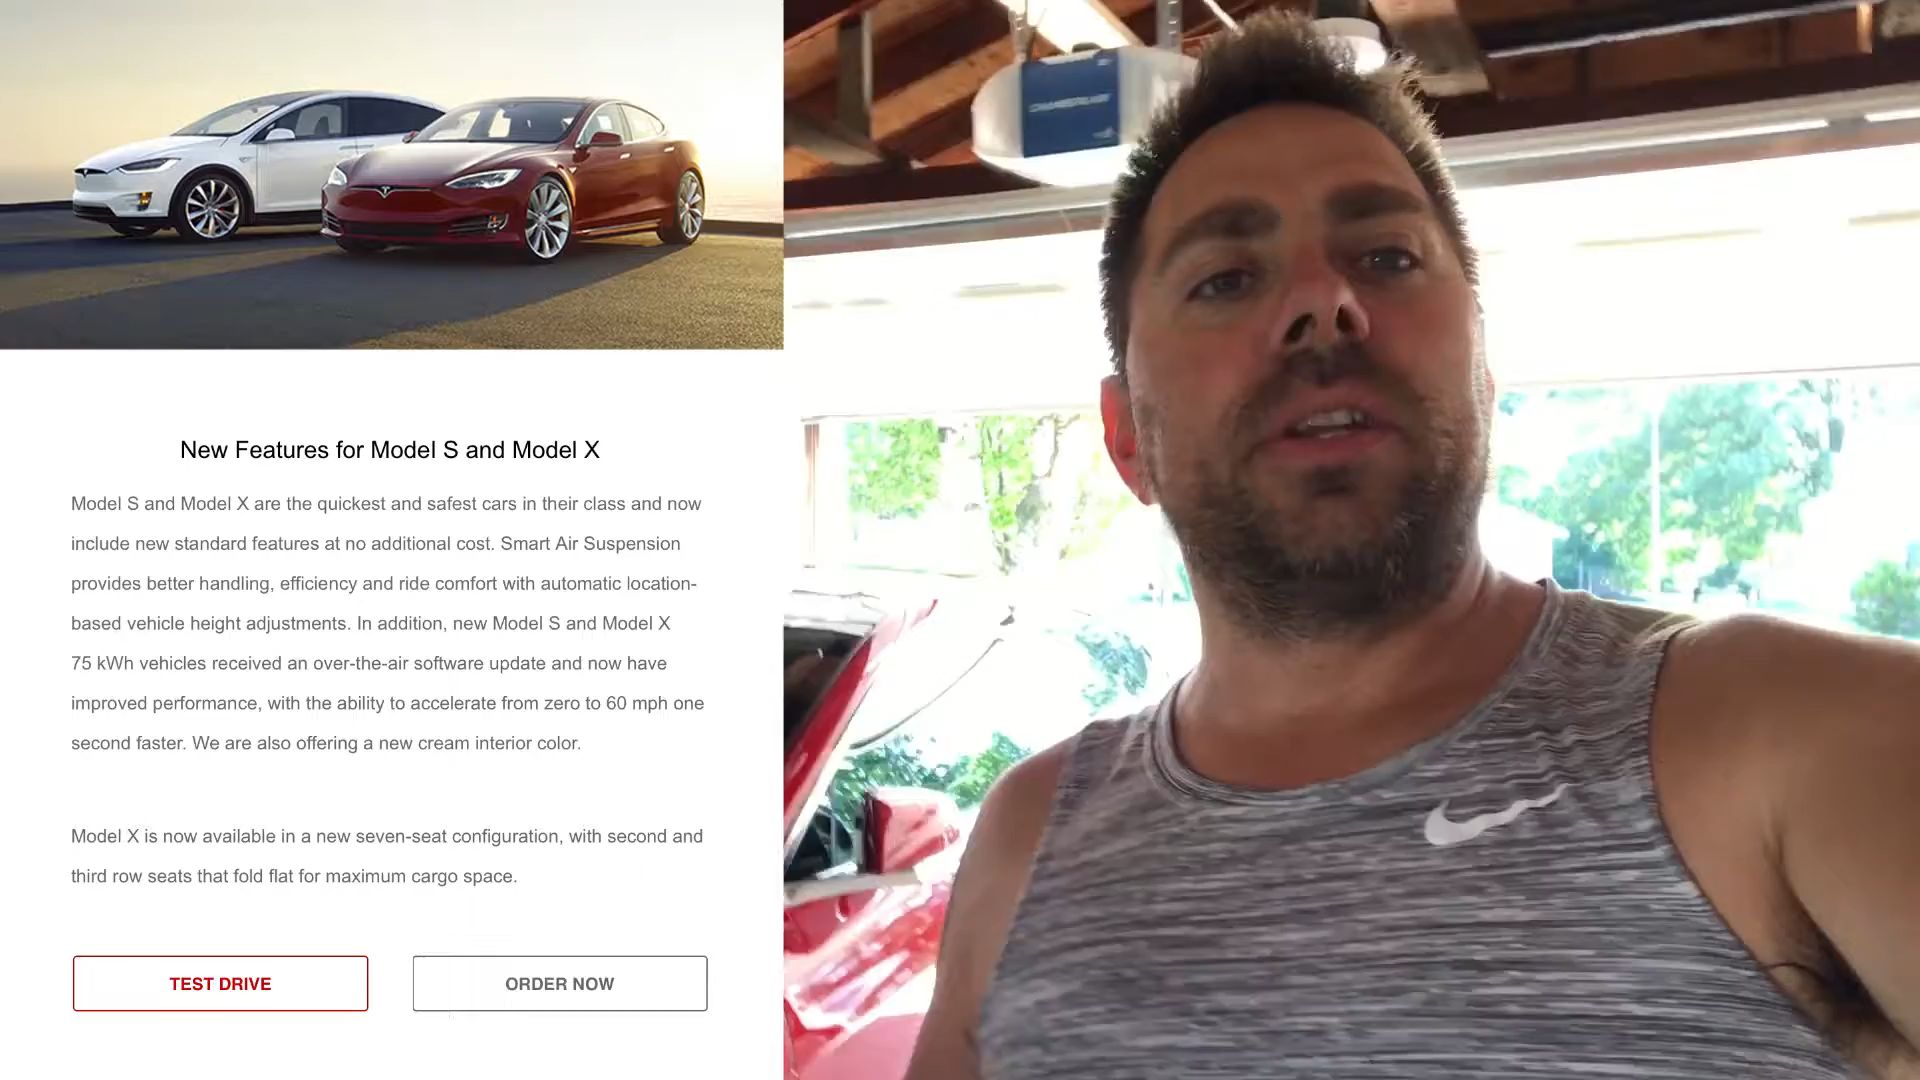 New Features for Model S and Model X
Model S and Model X are the quickest and safest cars in their class and now
include new standard features at no additional cost. Smart Air Suspension
provides better handling, efficiency and ride comfort with automatic location-
based vehicle height adjustments. In addition, new Model S and Model X
75 kWh vehicles received an over-the-air software update and now have
improved performance, with the ability to accelerate from zero to 60 mph one
second faster. We are also offering a new cream interior color.
Model X is now available in a new seven-seat configuration, with second and
third row seats that fold flat for maximum cargo space.
TEST DRIVE
ORDER NOW
CHAMBERLAIN